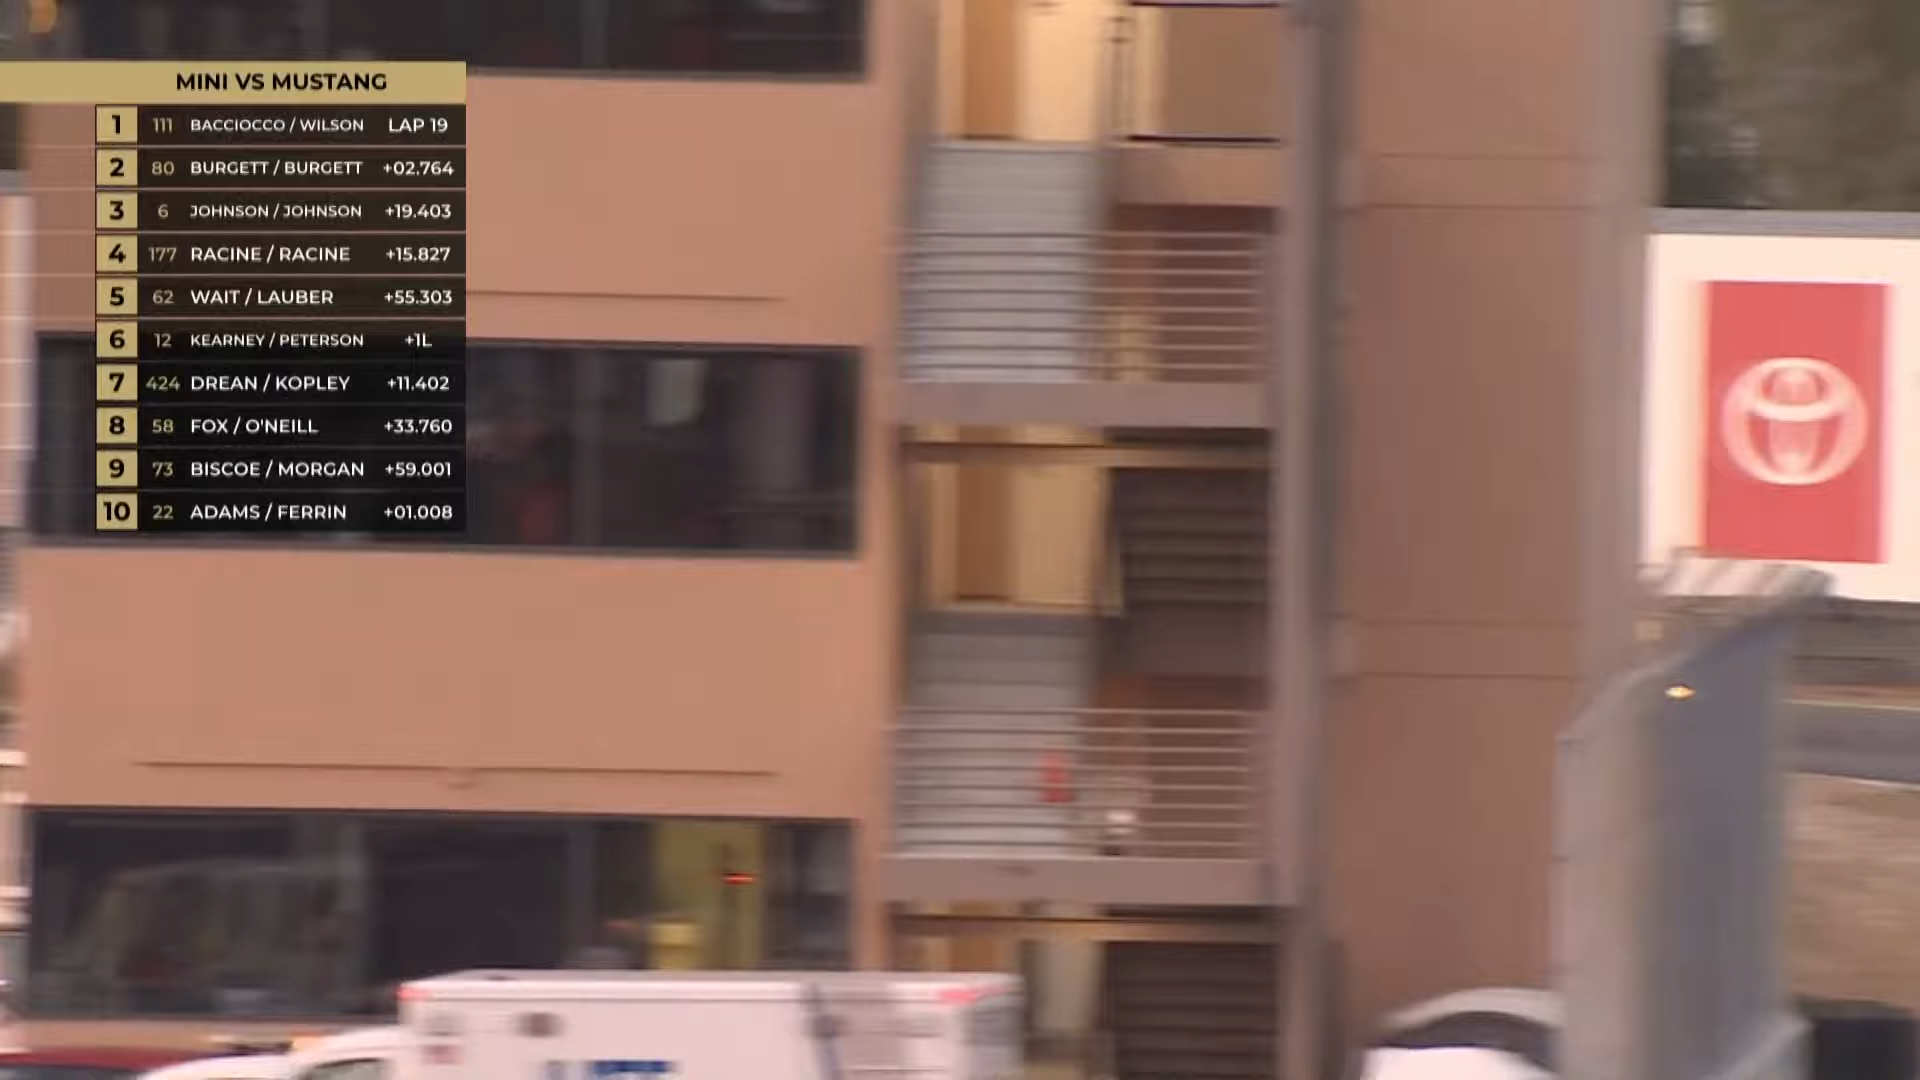 MINI VS MUSTANG
1 111 BACCIOCCO / WILSON LAP 19
2 80 BURGETT / BURGETT +02.764
3 6 JOHNSON / JOHNSON +19.403
4 177 RACINE / RACINE +15.827
5 62 WAIT / LAUBER +55.303
6 12 KEARNEY / PETERSON +1L
7 424 DREAN / KOPLEY +11.402
8 58 FOX / O'NEILL +33.760
9 73 BISCOE / MORGAN +59.001
10 22 ADAMS / FERRIN +01.008